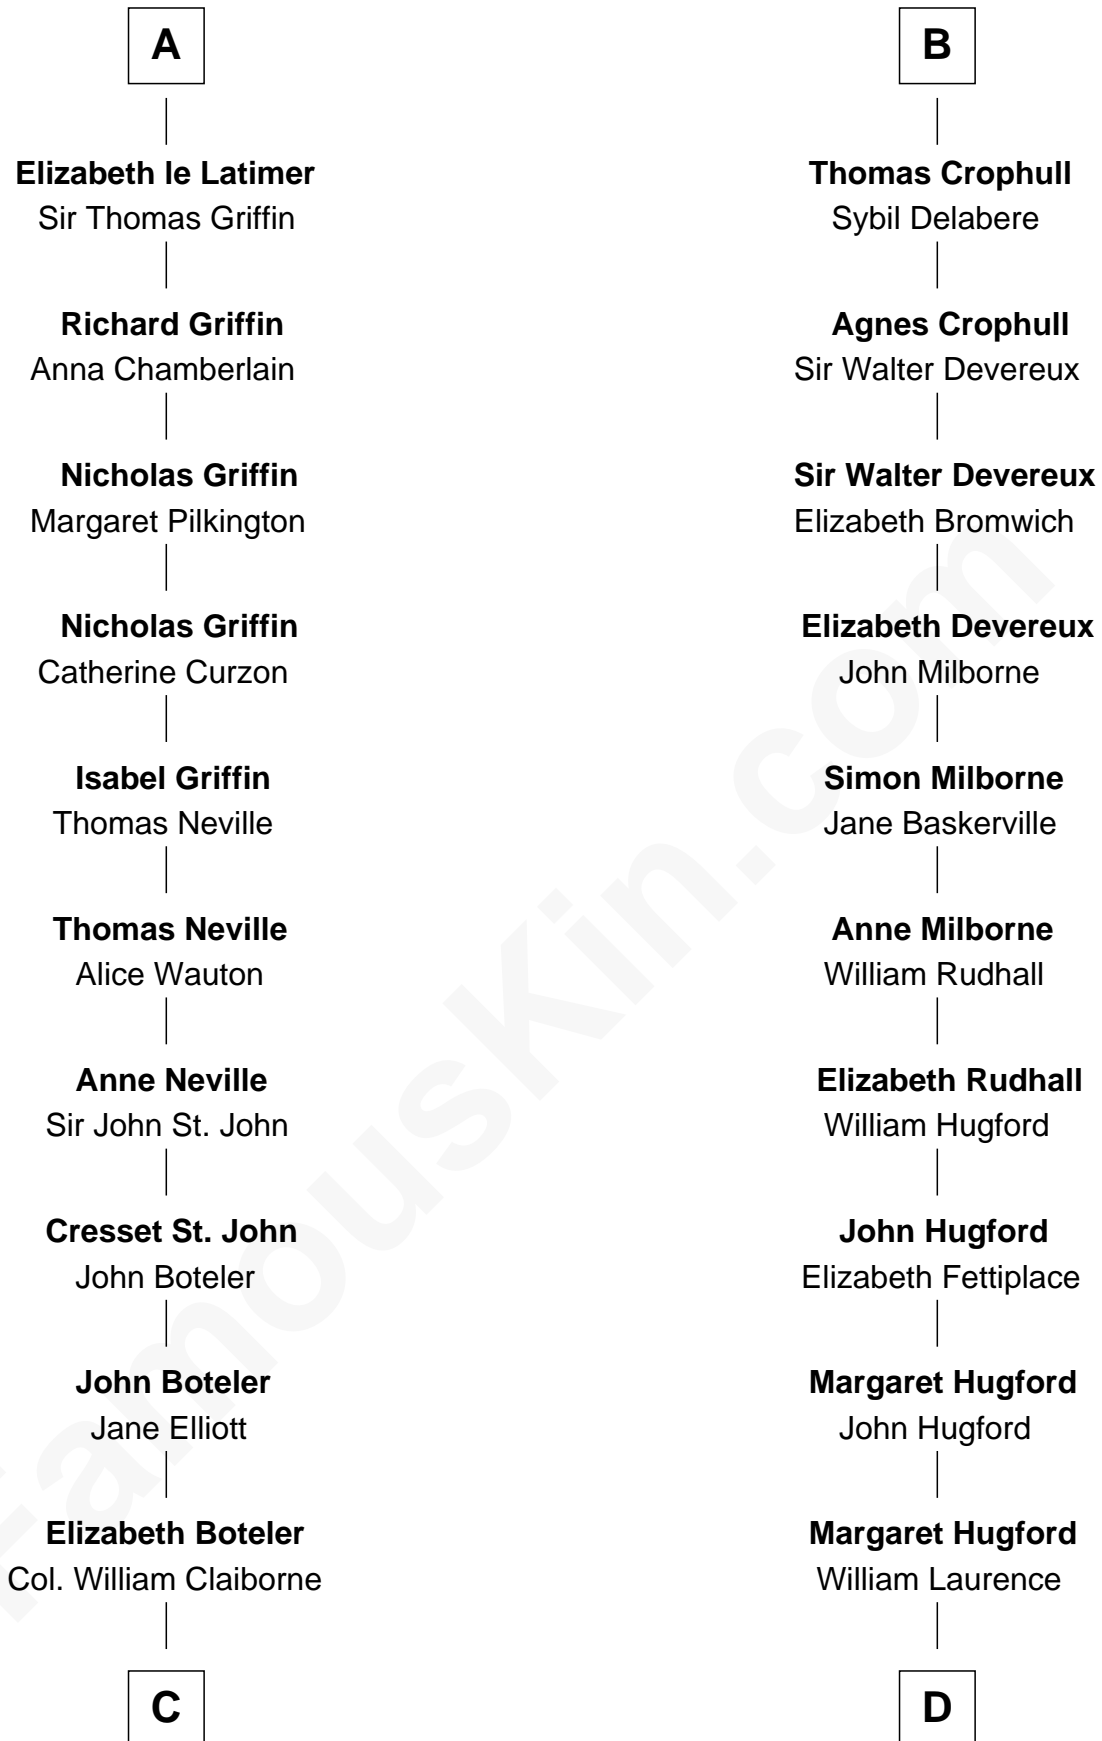 A
Elizabeth le Latimer
Sir Thomas Griffin
Richard Griffin
Anna Chamberlain
Nicholas Griffin
Margaret Pilkington
Nicholas Griffin
Catherine Curzon
Isabel Griffin
Thomas Neville
Thomas Neville
Alice Wauton
Anne Neville
Sir John St. John
Cresset St. John
John Boteler
John Boteler
Jane Elliott
Elizabeth Boteler
Col. William Claiborne
C
B
Thomas Crophull
Sybil Delabere
Agnes Crophull
Sir Walter Devereux
Sir Walter Devereux
Elizabeth Bromwich
Elizabeth Devereux
John Milborne
Simon Milborne
Jane Baskerville
Anne Milborne
William Rudhall
Elizabeth Rudhall
William Hugford
John Hugford
Elizabeth Fettiplace
Margaret Hugford
John Hugford
Margaret Hugford
William Laurence
D
FamousKin.com